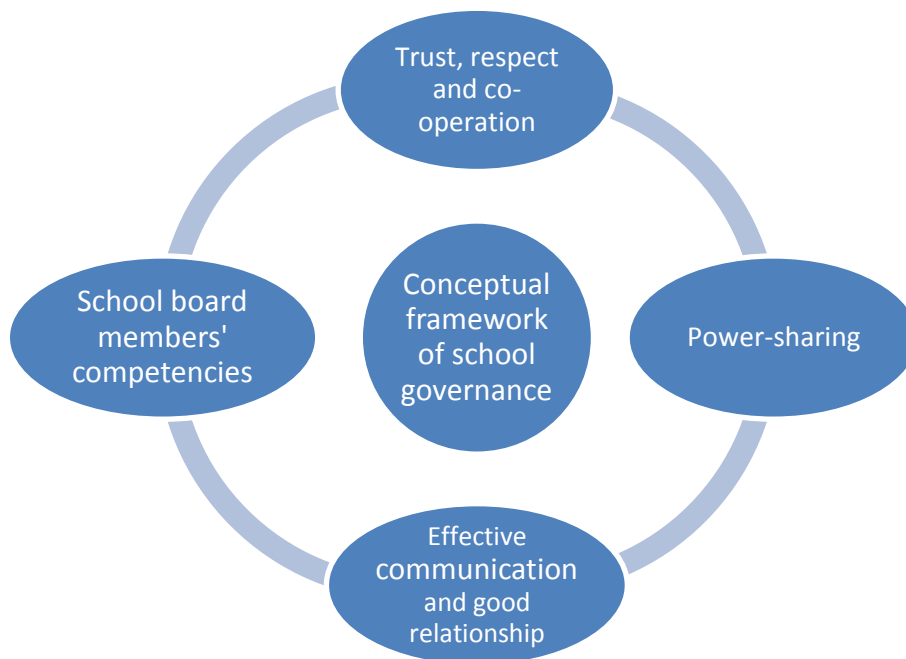 Trust, respect
and co-
operation
School board
members'
competencies
Conceptual
framework
of school
governance
Power-sharing
Effective
communication
and good
relationship